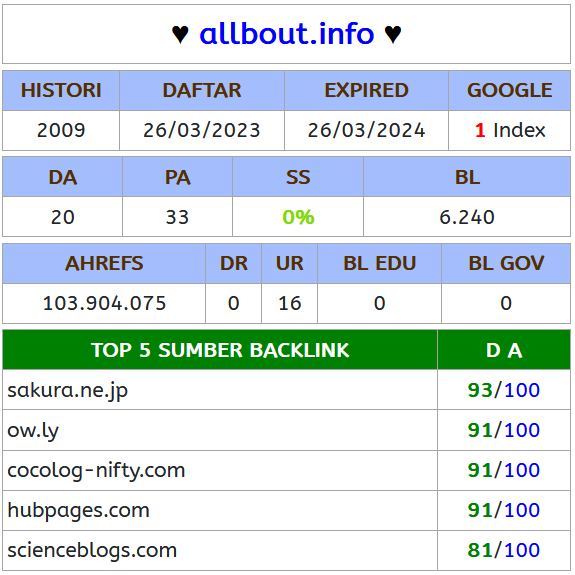 ♥ allbout.info ♥
HISTORI DAFTAR EXPIRED GOOGLE
2009 26/03/2023 26/03/2024 1 Index
DA PA SS BL
20 33 0% 6.240
AHREFS DR UR BL EDU BL GOV
103.904.075 0 16 0 0
TOP 5 SUMBER BACKLINK D A
sakura.ne.jp 93/100
ow.ly 91/100
cocolog-nifty.com 91/100
hubpages.com 91/100
scienceblogs.com 81/100